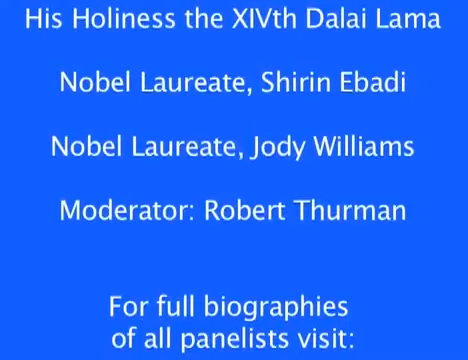 His Holiness the XIVth Dalai Lama
Nobel Laureate, Shirin Ebadi
Nobel Laureate, Jody Williams
Moderator: Robert Thurman
For full biographies
of all panelists visit: